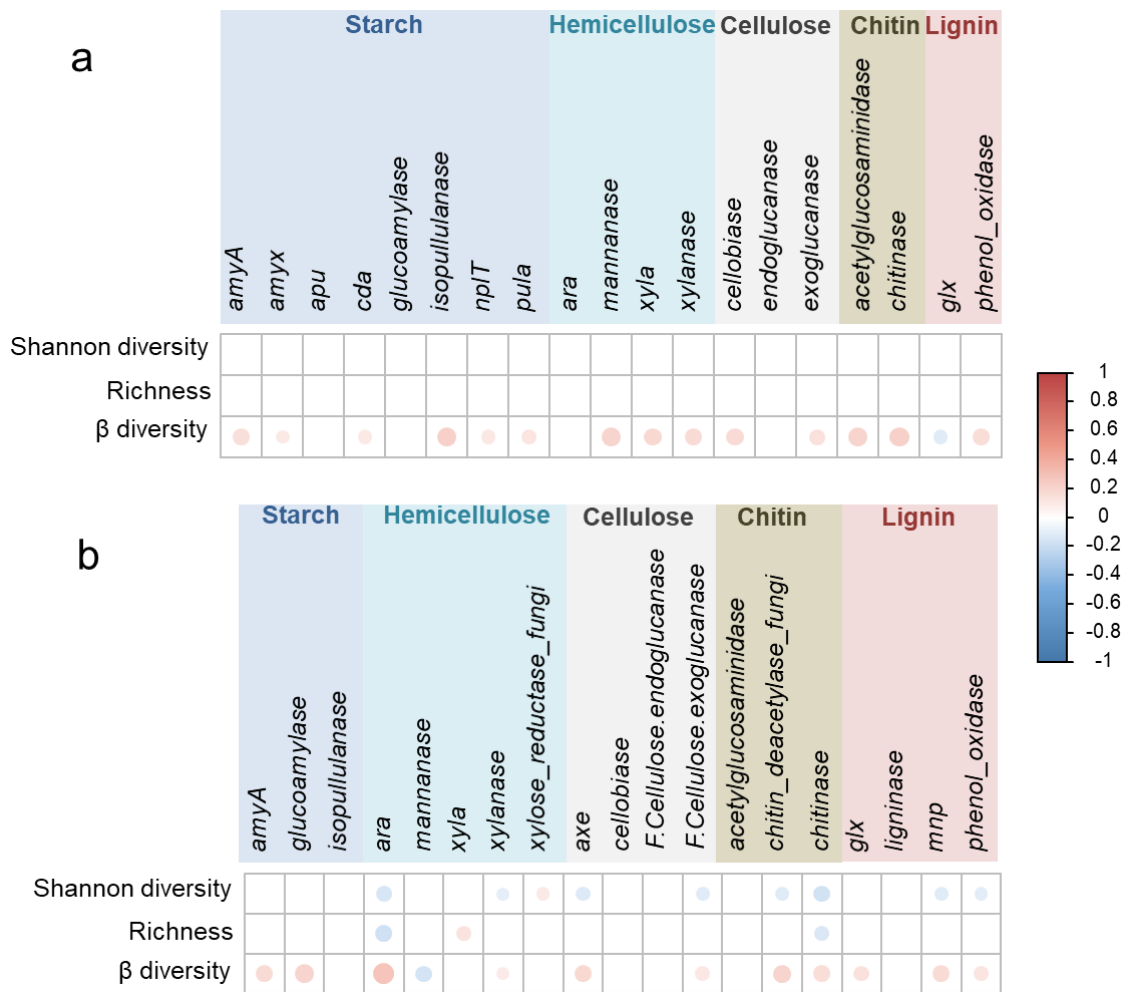 a
Starch Hemicellulose Cellulose Chitin Lignin
amyA
amyx
apu
cda
glucoamylase
isopullulanase
nplT
pula
ara
mannanase
xyla
xylanase
cellobiase
endoglucanase
exoglucanase
acetylglucosaminidase
chitinase
glx
phenol_oxidase
Shannon diversity
Richness
β diversity
1
0.8
0.6
0.4
0.2
0
-0.2
-0.4
-0.6
-0.8
-1
b
Starch Hemicellulose Cellulose Chitin Lignin
amyA
glucoamylase
isopullulanase
ara
mannanase
xyla
xylanase
xylose_reductase_fungi
axe
cellobiase
F.Cellulose.endoglucanase
F.Cellulose.exoglucanase
acetylglucosaminidase
chitin_deacetylase_fungi
chitinase
glx
ligninase
mnp
phenol_oxidase
Shannon diversity
Richness
β diversity